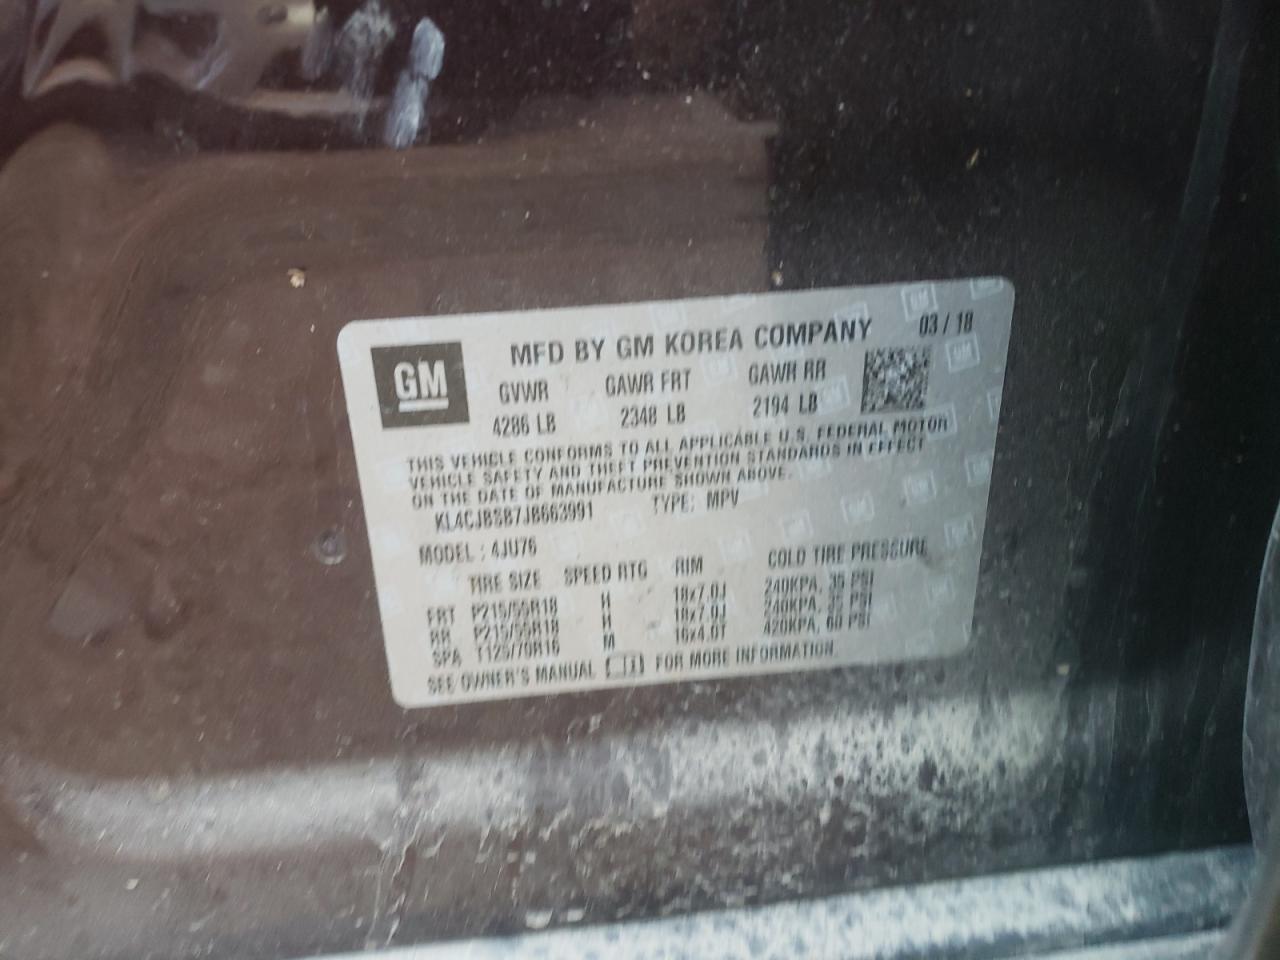 MFD BY GM KOREA COMPANY 03 / 18
GM
GVWR GAWR FRT GAWR RR
4286 LB 2348 LB 2194 LB
THIS VEHICLE CONFORMS TO ALL APPLICABLE U.S. FEDERAL MOTOR
VEHICLE SAFETY AND THEFT PREVENTION STANDARDS IN EFFECT
ON THE DATE OF MANUFACTURE SHOWN ABOVE.
KL4CJBSB7JB663991 TYPE: MPV
MODEL : 4JU76
TIRE SIZE SPEED RTG RIM COLD TIRE PRESSURE
FRT P215/55R18 H 18x7.0J 240KPA, 35 PSI
RR P215/55R18 H 18x7.0J 240KPA, 35 PSI
SPA T125/70R16 M 16x4.0T 420KPA, 60 PSI
SEE OWNER'S MANUAL FOR MORE INFORMATION.